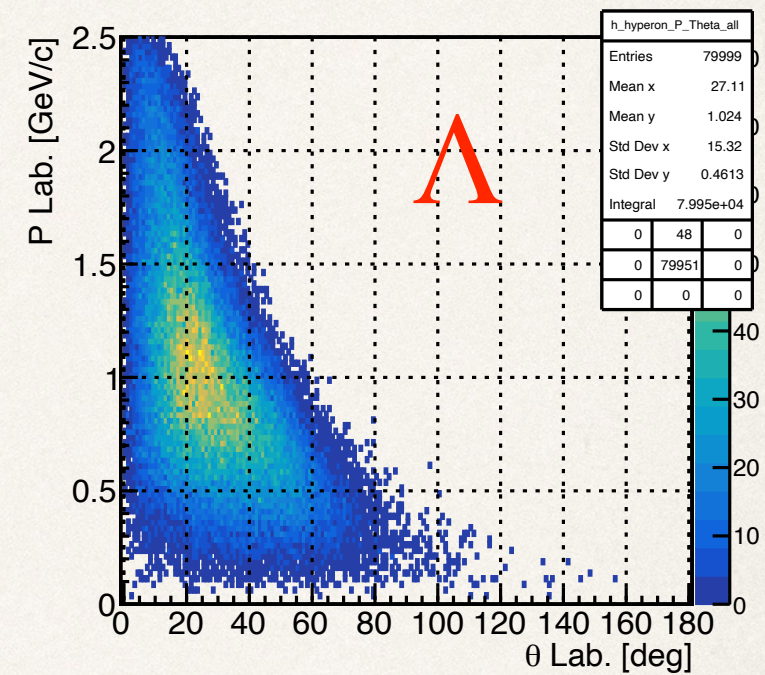 h_hyperon_P_Theta_all
Entries 79999
Mean x 27.11
Mean y 1.024
Std Dev x 15.32
Std Dev y 0.4613
Integral 7.995e+04
0 48 0
0 79951 0
0 0 0
P Lab. [GeV/c]
2.5
2
1.5
1
0.5
0
Λ
40
30
20
10
0
0 20 40 60 80 100 120 140 160 180
θ Lab. [deg]